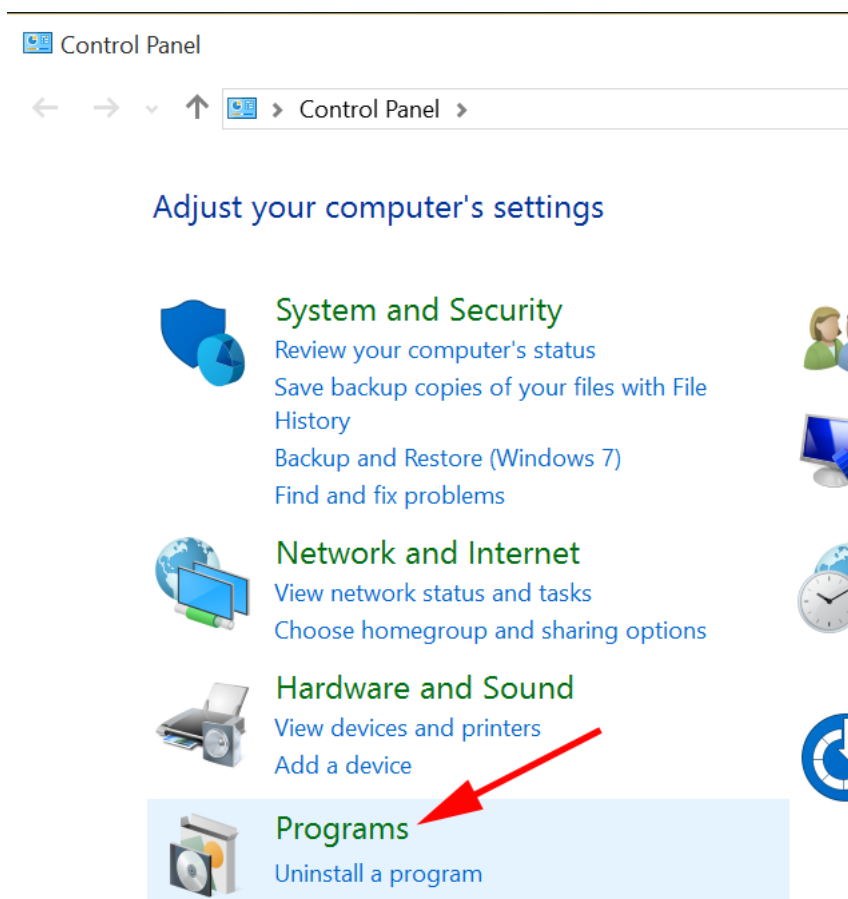 Control Panel
Control Panel
Adjust your computer's settings
System and Security
Review your computer's status
Save backup copies of your files with File
History
Backup and Restore (Windows 7)
Find and fix problems
Network and Internet
View network status and tasks
Choose homegroup and sharing options
Hardware and Sound
View devices and printers
Add a device
Programs
Uninstall a program